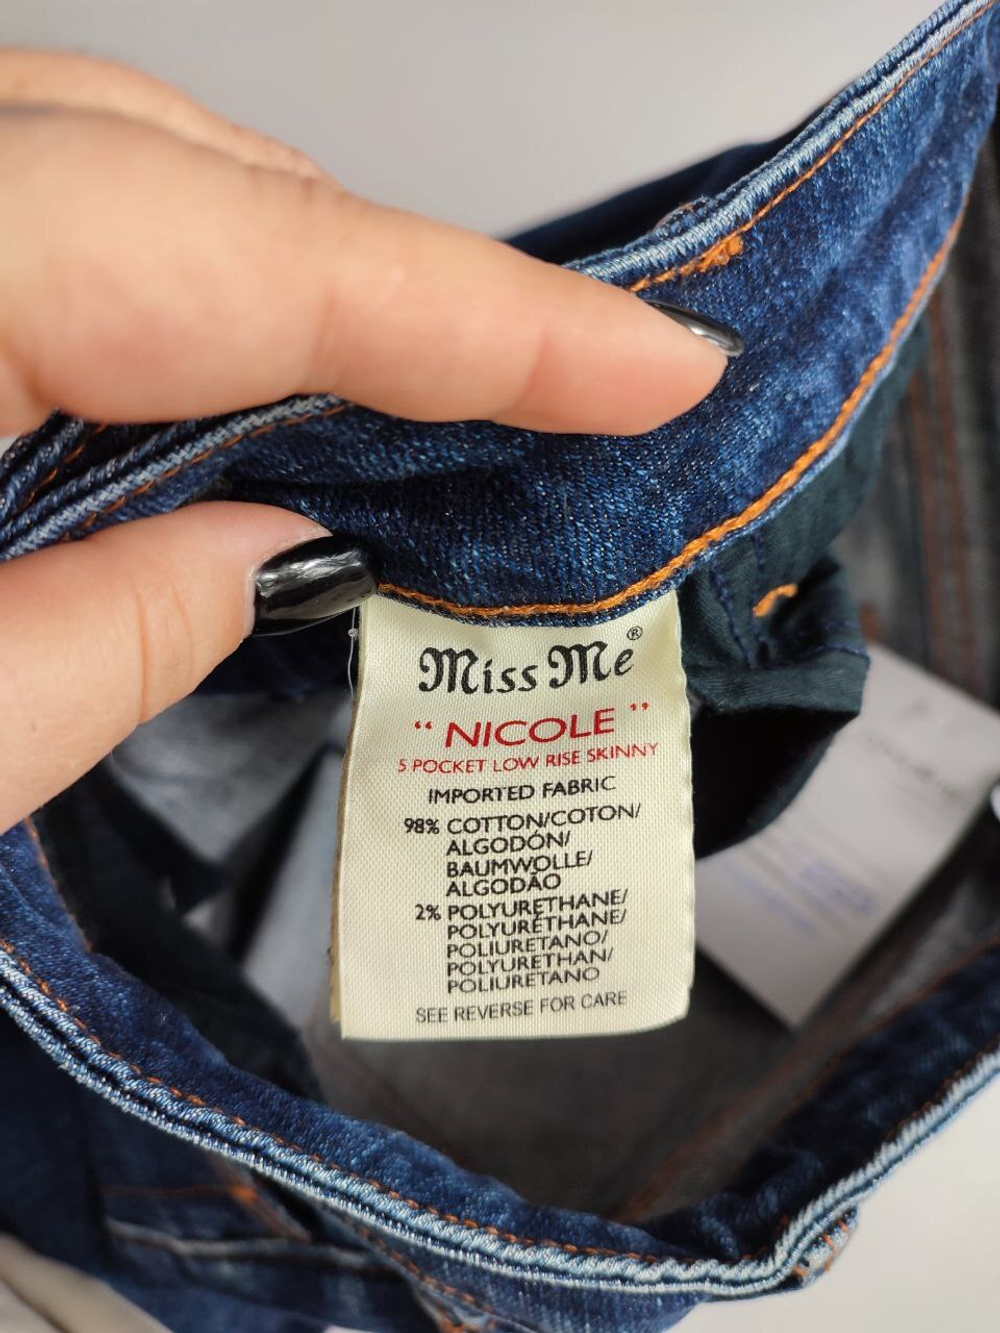 Miss Me®
“ NICOLE ”
5 POCKET LOW RISE SKINNY
IMPORTED FABRIC
98% COTTON/COTON/
ALGODÓN/
BAUMWOLLE/
ALGODÃO
2% POLYURETHANE/
POLYURÉTHANE/
POLIURETANO/
POLYURETHAN/
POLIURETANO
SEE REVERSE FOR CARE